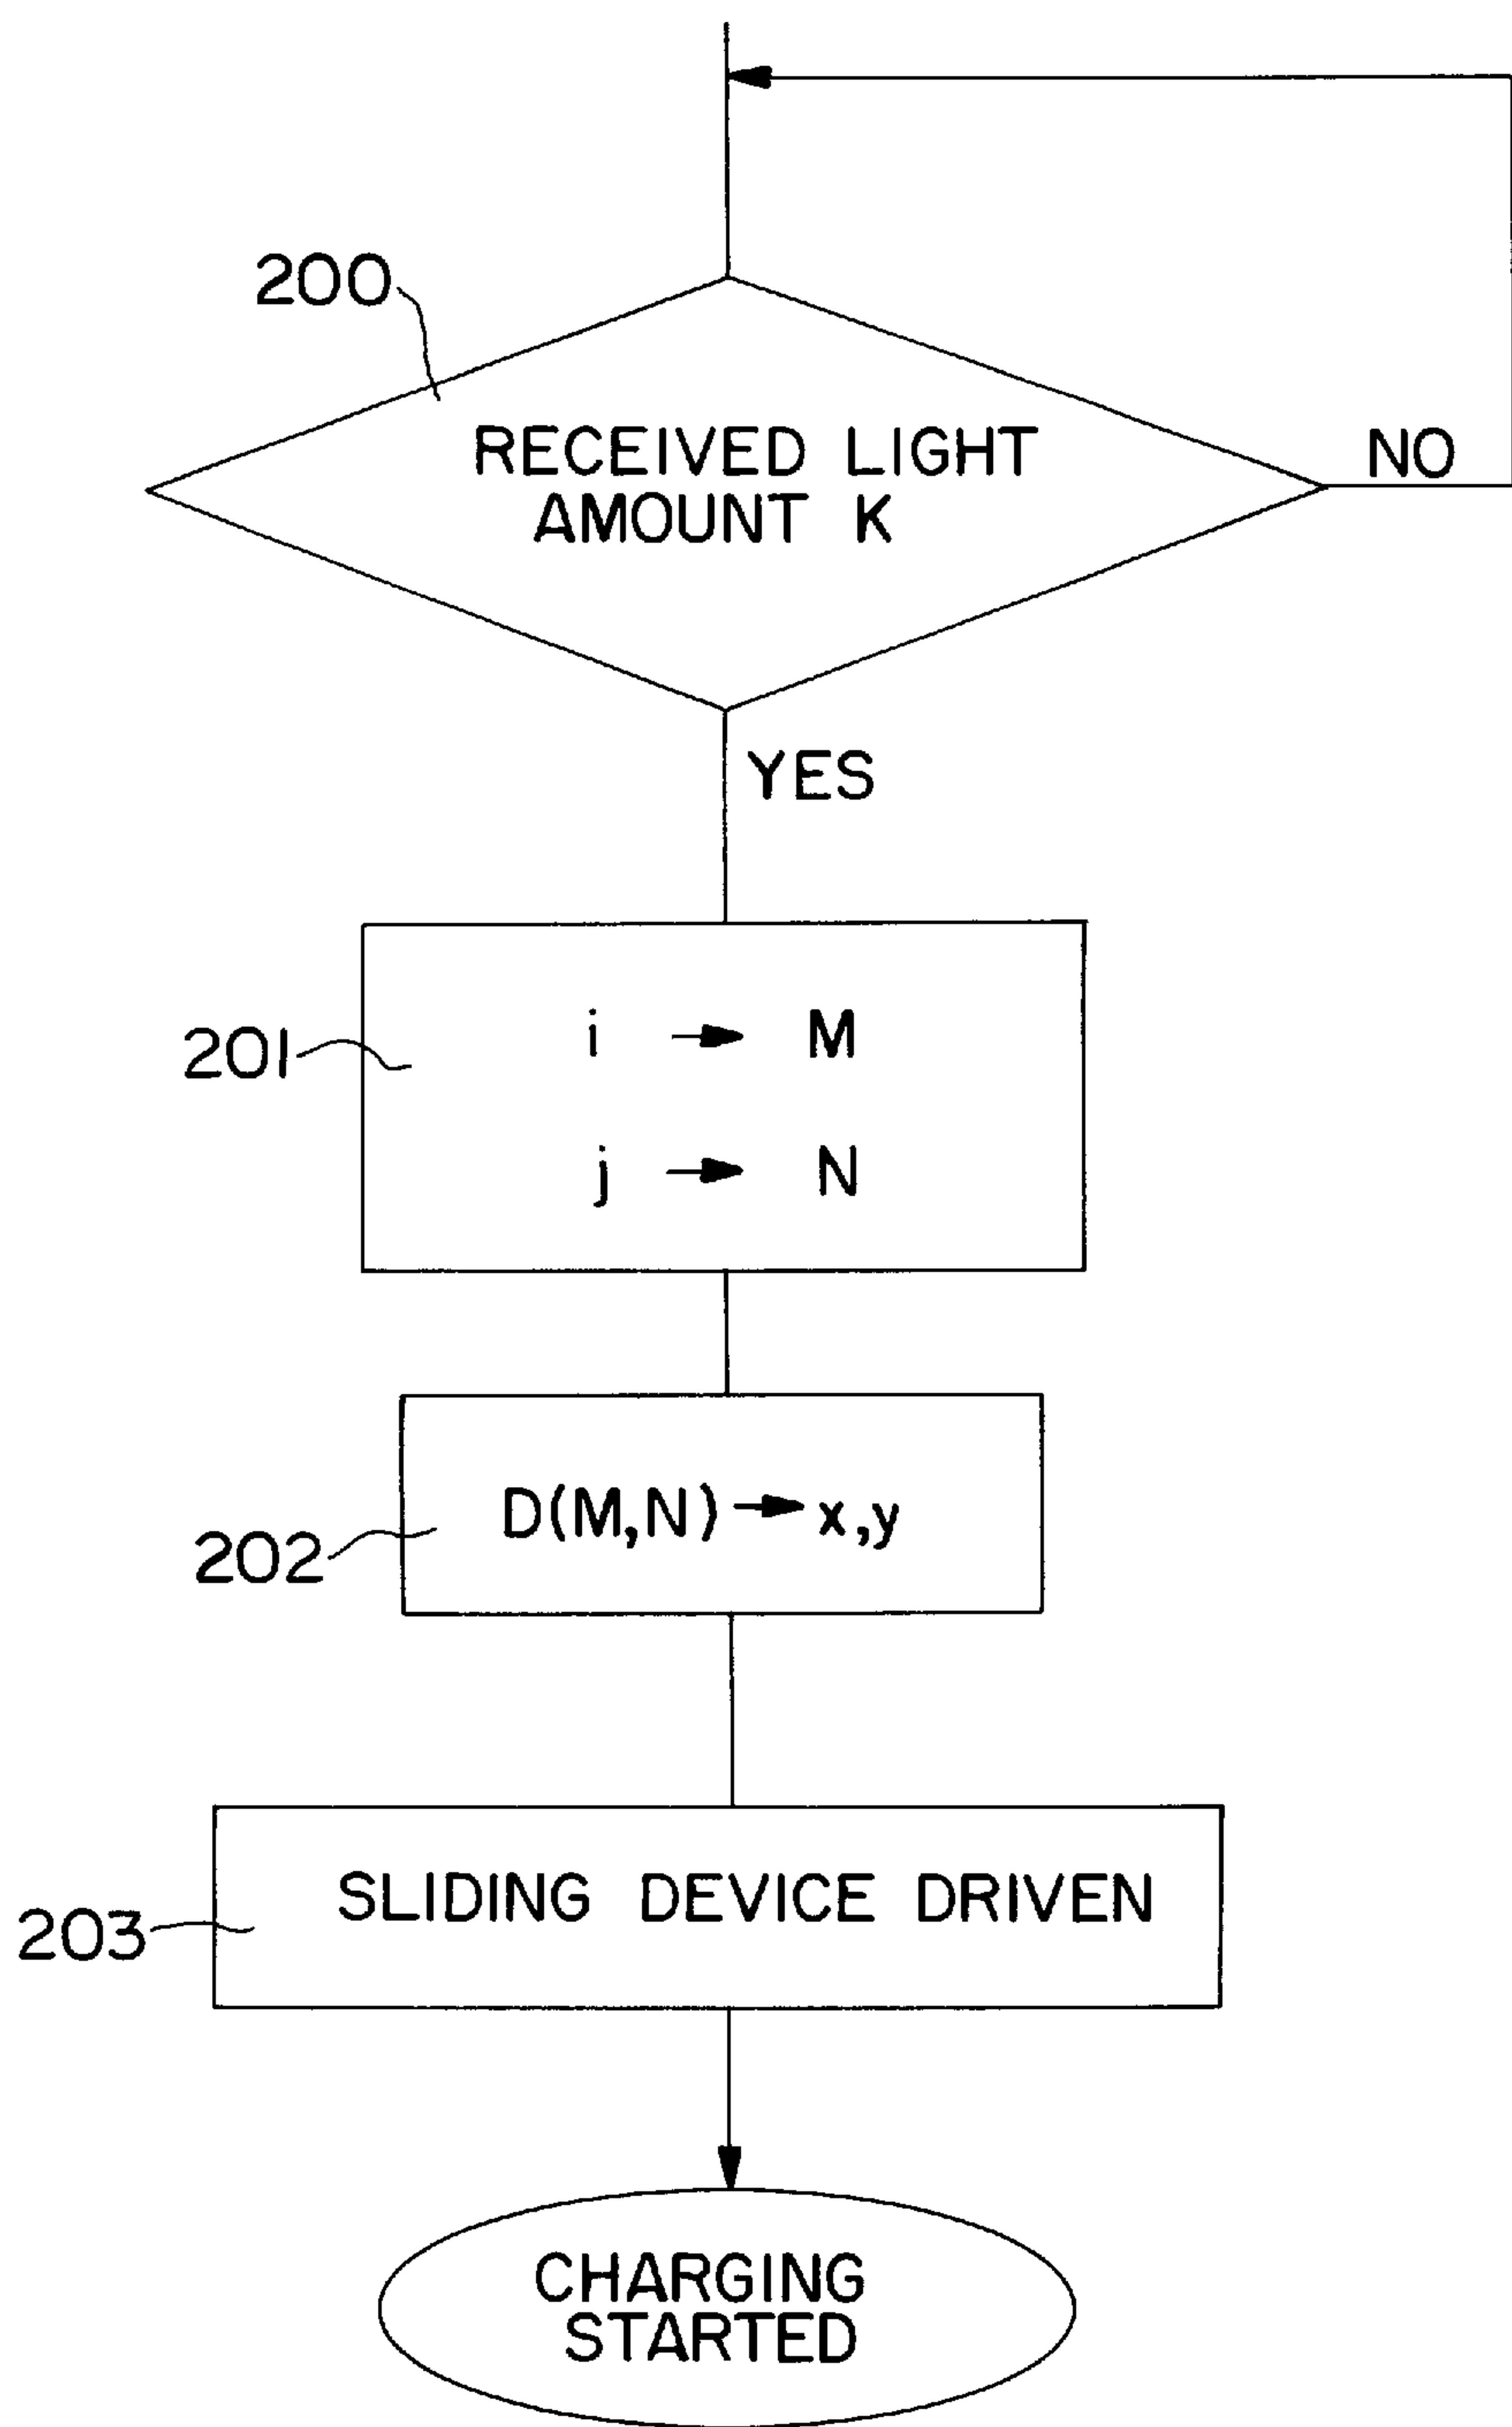 200
RECEIVED LIGHT
AMOUNT K
NO
YES
201
i → M
j → N
202
D(M,N) → x,y
203
SLIDING DEVICE DRIVEN
CHARGING
STARTED